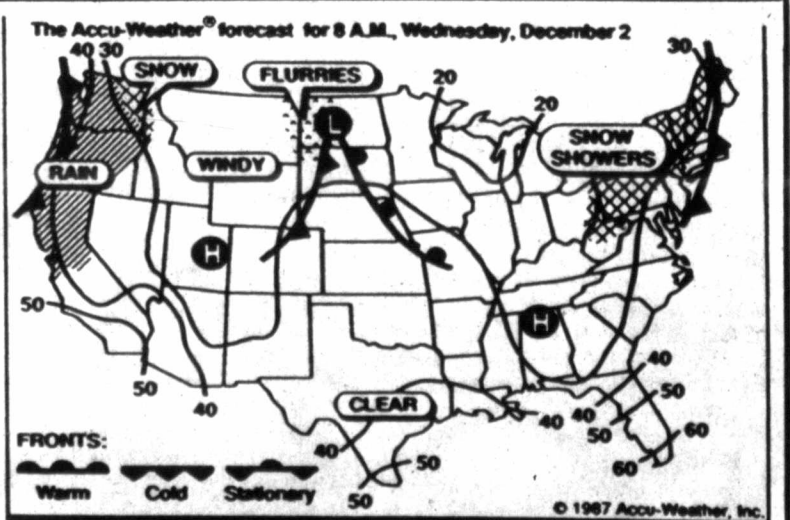 The Accu-Weather® forecast for 8 A.M., Wednesday, December 2
40 30
30
SNOW
FLURRIES
20
20
L
SNOW
SHOWERS
WINDY
RAIN
H
50
H
50
40
40
CLEAR
40
50
40
50
60
60
40
50
50
FRONTS:
Warm Cold Stationary
© 1987 Accu-Weather, Inc.